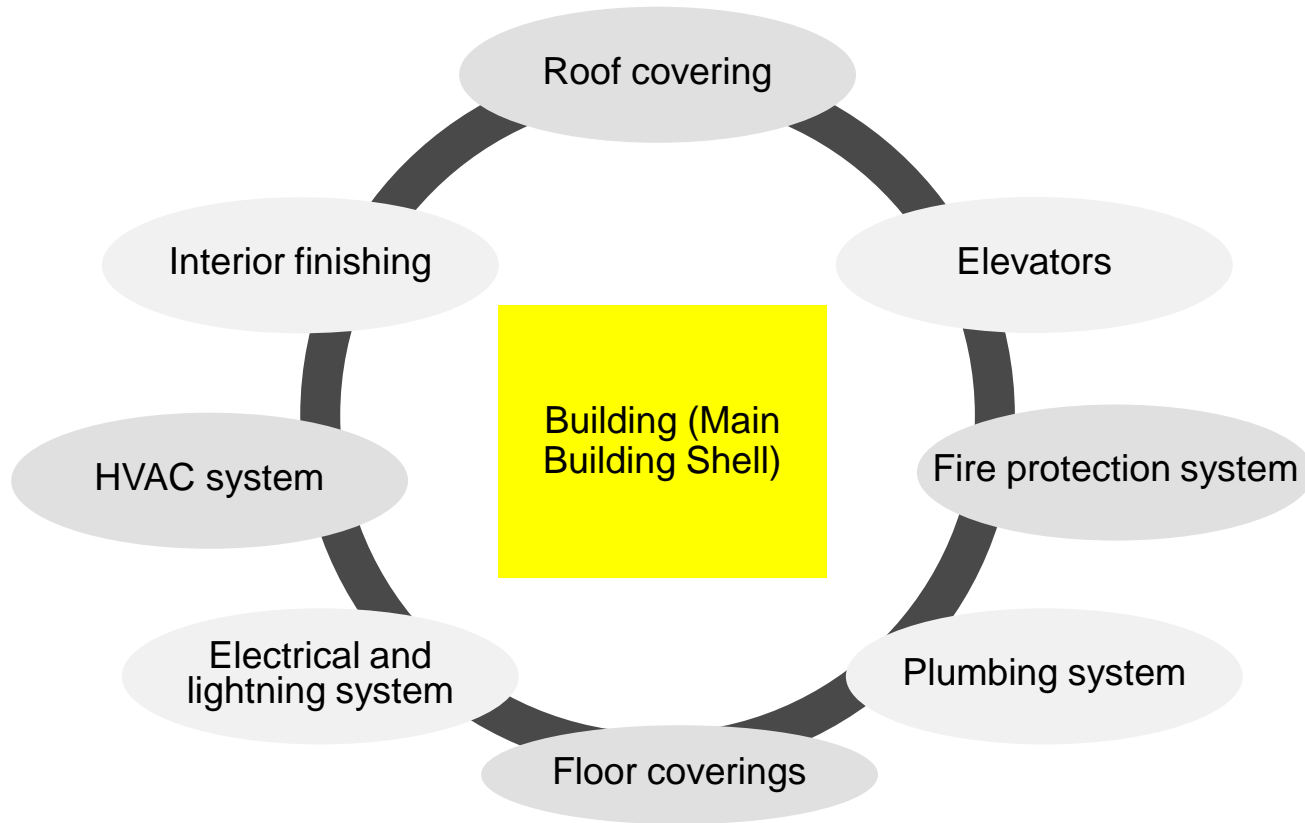 Roof covering
Interior finishing
Elevators
Building (Main
Building Shell)
HVAC system
Fire protection system
Electrical and
lightning system
Plumbing system
Floor coverings